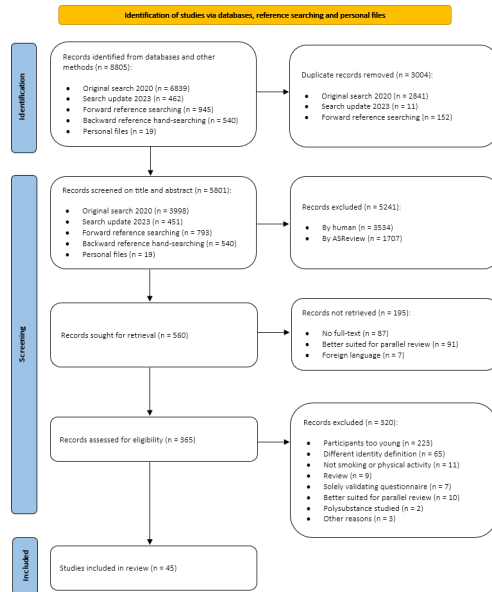 Identification of studies via databases, reference searching and personal files
Identification
Records identified from databases and other
methods (n = 8805):
• Original search 2020 (n = 6839)
• Search update 2023 (n = 462)
• Forward reference searching (n = 945)
• Backward reference hand-searching (n = 540)
• Personal files (n = 19)
Duplicate records removed (n = 3004):
• Original search 2020 (n = 2841)
• Search update 2023 (n = 11)
• Forward reference searching (n = 152)
Screening
Records screened on title and abstract (n = 5801):
• Original search 2020 (n = 3998)
• Search update 2023 (n = 451)
• Forward reference searching (n = 793)
• Backward reference hand-searching (n = 540)
• Personal files (n = 19)
Records excluded (n = 5241):
• By human (n = 3534)
• By ASReview (n = 1707)
Records sought for retrieval (n = 560)
Records not retrieved (n = 195):
• No full-text (n = 87)
• Better suited for parallel review (n = 91)
• Foreign language (n = 7)
Records assessed for eligibility (n = 365)
Records excluded (n = 320):
• Participants too young (n = 223)
• Different identity definition (n = 65)
• Not smoking or physical activity (n = 11)
• Review (n = 9)
• Solely validating questionnaire (n = 7)
• Better suited for parallel review (n = 10)
• Polysubstance studied (n = 2)
• Other reasons (n = 3)
Included
Studies included in review (n = 45)